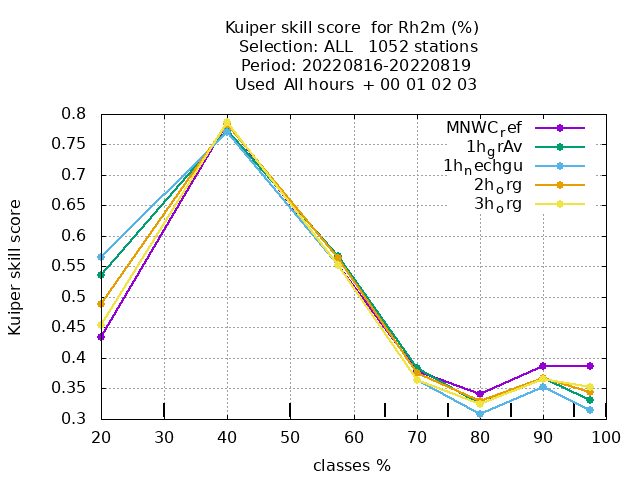 Kuiper skill score  for Rh2m (%)
Selection: ALL   1052 stations
Period: 20220816-20220819
Used  All hours  + 00 01 02 03
MNWC_ref
1h_grAv
1h_nechgu
2h_org
3h_org
0.8
0.75
0.7
0.65
0.6
0.55
0.5
0.45
0.4
0.35
0.3
Kuiper skill score
20 30 40 50 60 70 80 90 100
classes %